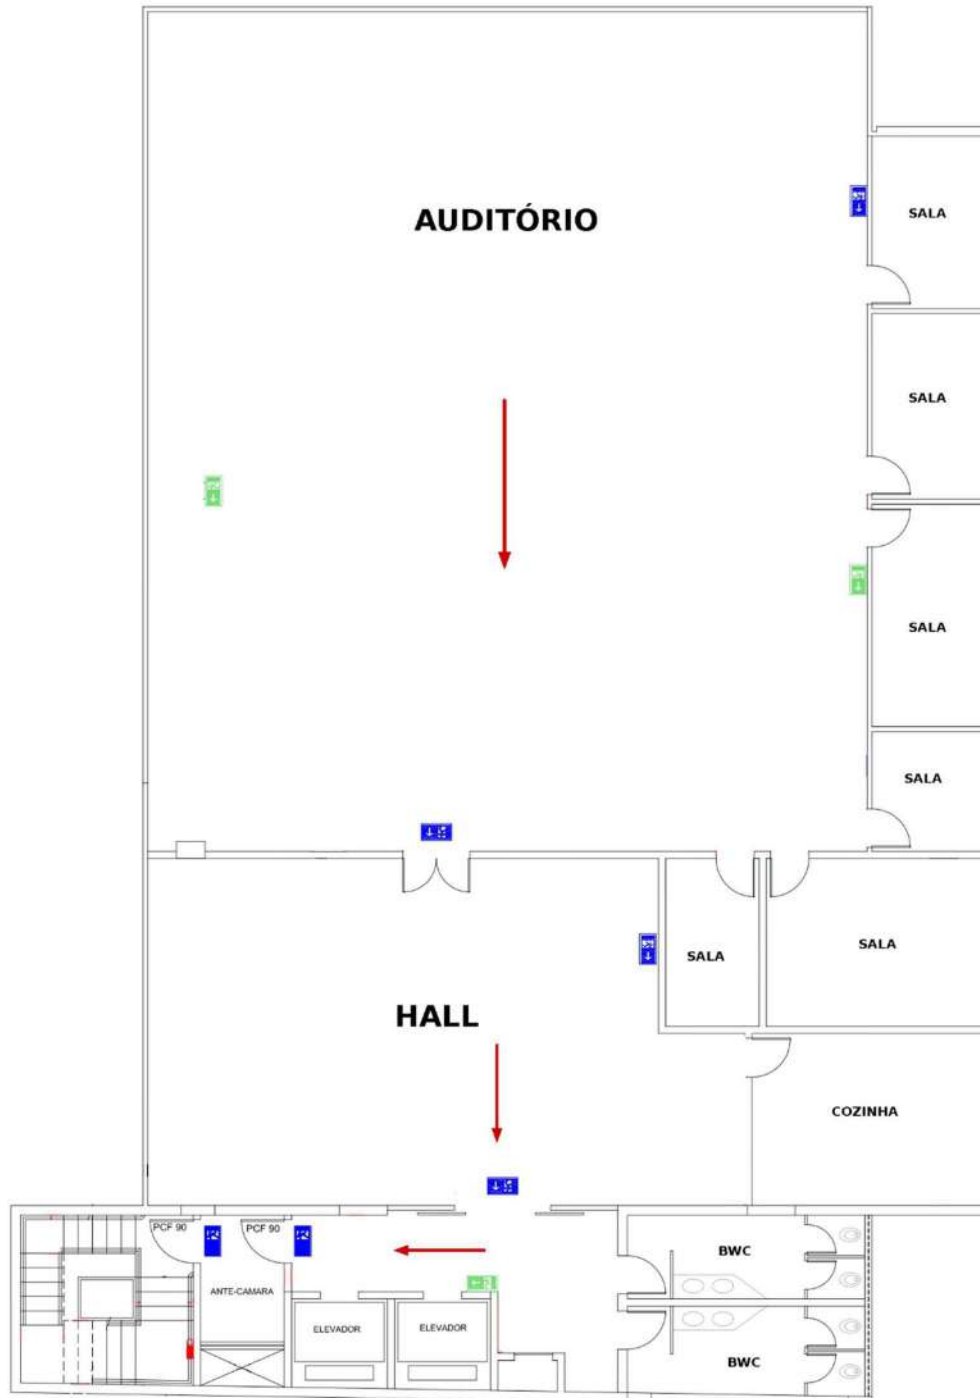 AUDITÓRIO
SALA
SALA
SALA
SALA
SALA
SALA
HALL
COZINHA
PCF 90
PCF 90
BWC
ANTE-CAMARA
ELEVADOR
ELEVADOR
BWC